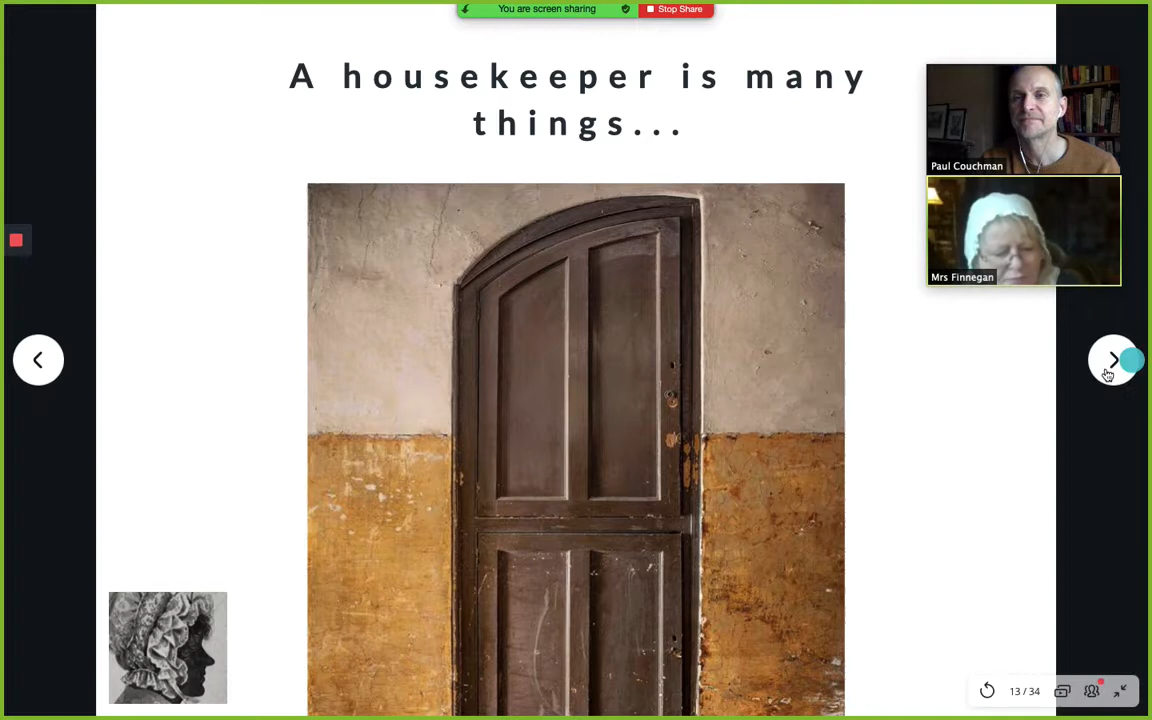 You are screen sharing
Stop Share
A housekeeper is many
things...
Paul Couchman
Mrs Finnegan
13 / 34